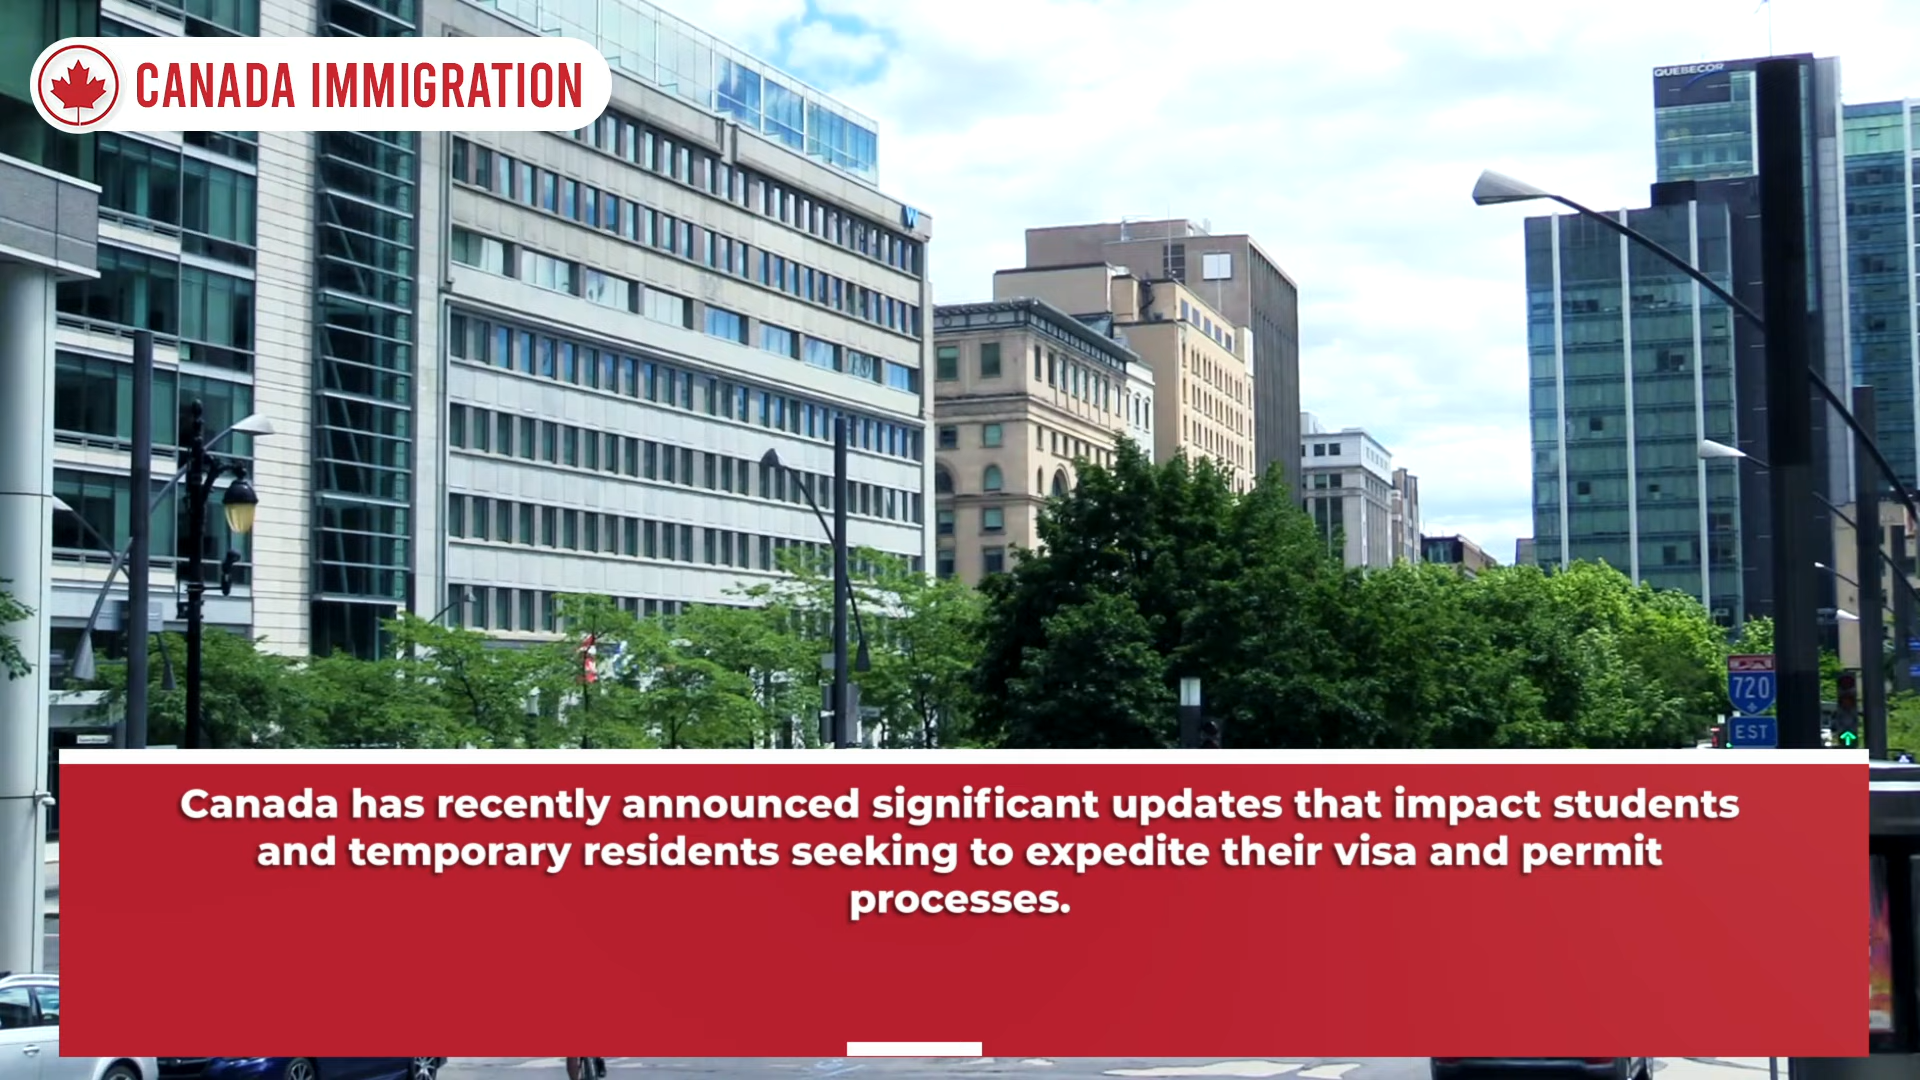 CANADA IMMIGRATION
QUEBECOR
W
720
EST
Canada has recently announced significant updates that impact students
and temporary residents seeking to expedite their visa and permit
processes.